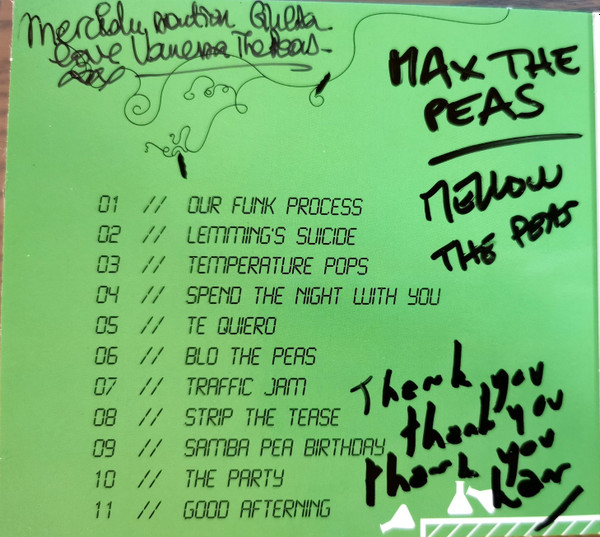 love Vanessa The Peas
MAX THE
PEAS
MELLOW
THE PEAS
01 // OUR FUNK PROCESS
02 // LEMMING'S SUICIDE
03 // TEMPERATURE POPS
04 // SPEND THE NIGHT WITH YOU
05 // TE QUIERO
06 // BLO THE PEAS
07 // TRAFFIC JAM
08 // STRIP THE TEASE
09 // SAMBA PEA BIRTHDAY
10 // THE PARTY
11 // GOOD AFTERNING
Thank you
thank you
thank you